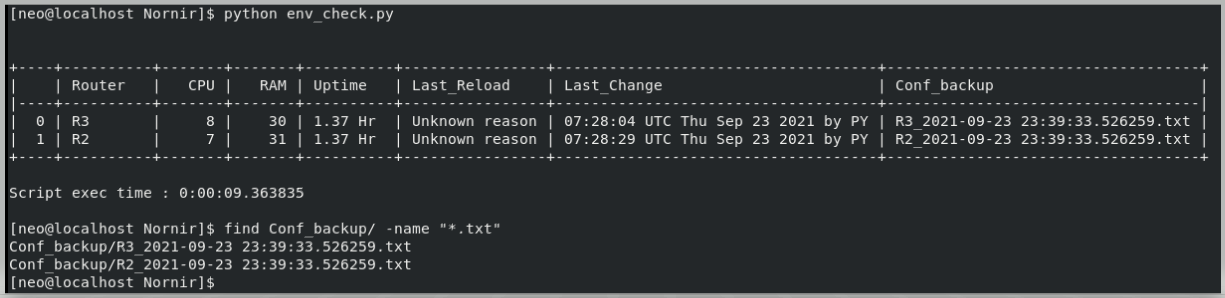 [neo@localhost Nornir]$ python env_check.py
+----+----------+-------+-------+----------+----------------+------------------------------------+-----------------------------------+
|    | Router   |   CPU |   RAM | Uptime   | Last_Reload    | Last_Change                        | Conf_backup                       |
|----+----------+-------+-------+----------+----------------+------------------------------------+-----------------------------------|
|  0 | R3       |     8 |    30 | 1.37 Hr  | Unknown reason | 07:28:04 UTC Thu Sep 23 2021 by PY | R3_2021-09-23 23:39:33.526259.txt |
|  1 | R2       |     7 |    31 | 1.37 Hr  | Unknown reason | 07:28:29 UTC Thu Sep 23 2021 by PY | R2_2021-09-23 23:39:33.526259.txt |
+----+----------+-------+-------+----------+----------------+------------------------------------+-----------------------------------+
Script exec time : 0:00:09.363835
[neo@localhost Nornir]$ find Conf_backup/ -name "*.txt"
Conf_backup/R3_2021-09-23 23:39:33.526259.txt
Conf_backup/R2_2021-09-23 23:39:33.526259.txt
[neo@localhost Nornir]$